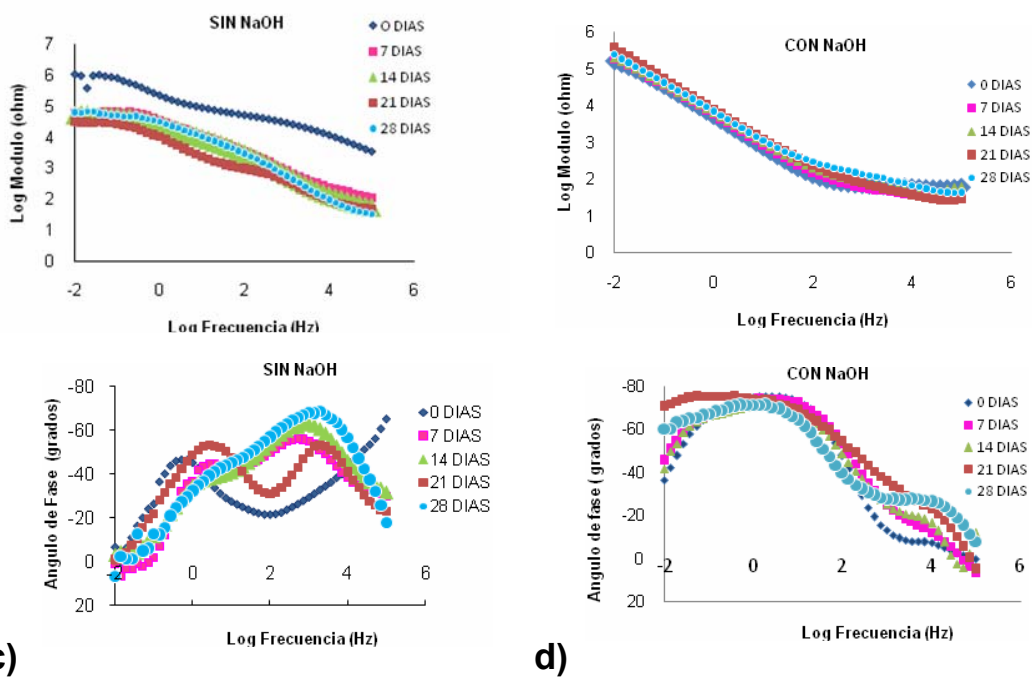 SIN NaOH
7
6
5
4
3
2
1
0
-2 0 2 4 6
Log Modulo (ohm)
Log Frecuencia (Hz)
O DIAS
7 DIAS
14 DIAS
21 DIAS
28 DIAS
CON NaOH
6
5
4
3
2
1
0
-2 0 2 4 6
Log Modulo (ohm)
Log Frecuencia (Hz)
0 DIAS
7 DIAS
14 DIAS
21 DIAS
28 DIAS
SIN NaOH
-80
-60
-40
-20
0
20
-2 0 2 4 6
Angulo de Fase (grados)
Log Frecuencia (Hz)
0 DIAS
7 DIAS
14 DIAS
21 DIAS
28 DIAS
c)
CON NaOH
-80
-60
-40
-20
0
20
-2 0 2 4 6
Angulo de fase ( grados)
Log Frecuencia (Hz)
0 DIAS
7 DIAS
14 DIAS
21 DIAS
28 DIAS
d)